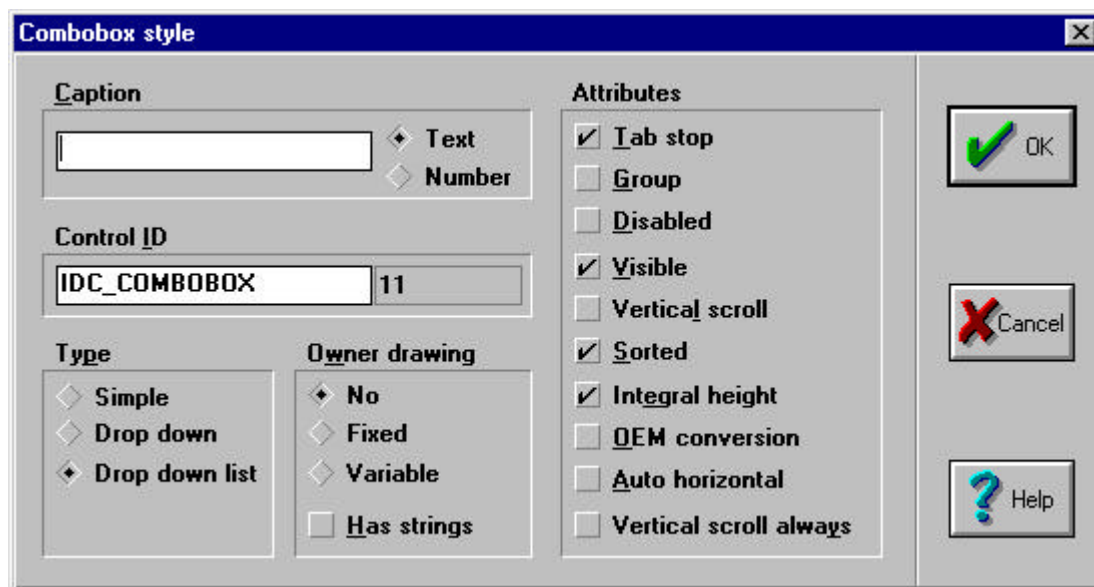 Combobox style
Caption
Text
Number
Control ID
IDC_COMBOBOX
11
Type
Simple
Drop down
Drop down list
Owner drawing
No
Fixed
Variable
Has strings
Attributes
Tab stop
Group
Disabled
Visible
Vertical scroll
Sorted
Integral height
OEM conversion
Auto horizontal
Vertical scroll always
OK
Cancel
Help